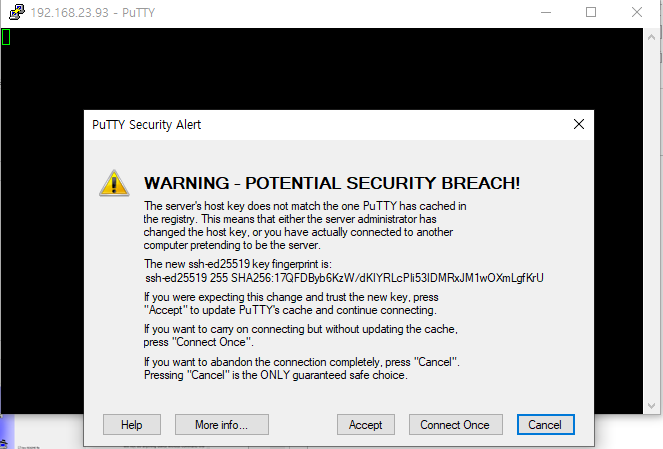 192.168.23.93 - PuTTY
PuTTY Security Alert
WARNING - POTENTIAL SECURITY BREACH!
The server's host key does not match the one PuTTY has cached in
the registry. This means that either the server administrator has
changed the host key, or you have actually connected to another
computer pretending to be the server.
The new ssh-ed25519 key fingerprint is:
ssh-ed25519 255 SHA256:17QFDByb6KzW/dKIYRLcPIi53IDMRxJM1wOXmLgfKrU
If you were expecting this change and trust the new key, press
"Accept" to update PuTTY's cache and continue connecting.
If you want to carry on connecting but without updating the cache,
press "Connect Once".
If you want to abandon the connection completely, press "Cancel".
Pressing "Cancel" is the ONLY guaranteed safe choice.
Help More info... Accept Connect Once Cancel